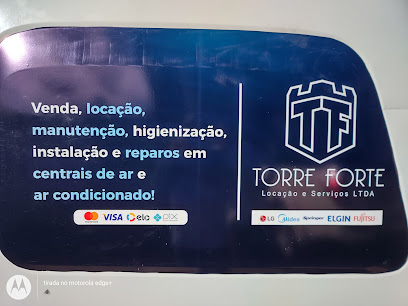 Venda, locação,
manutenção, higienização,
instalação e reparos em
centrais de ar e
ar condicionado!
VISA elo pix
TF
TORRE FORTE
Locação e Serviços LTDA
LG Midea Springer ELGIN FUJITSU
tirada no motorola edge+